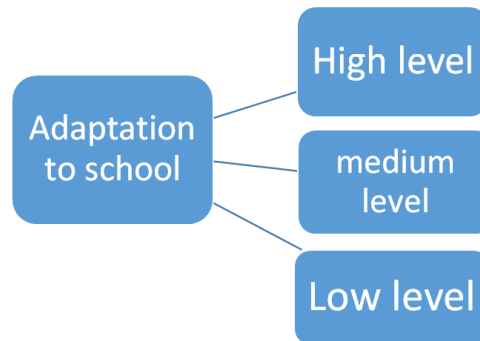 Adaptation
to school
High level
medium
level
Low level